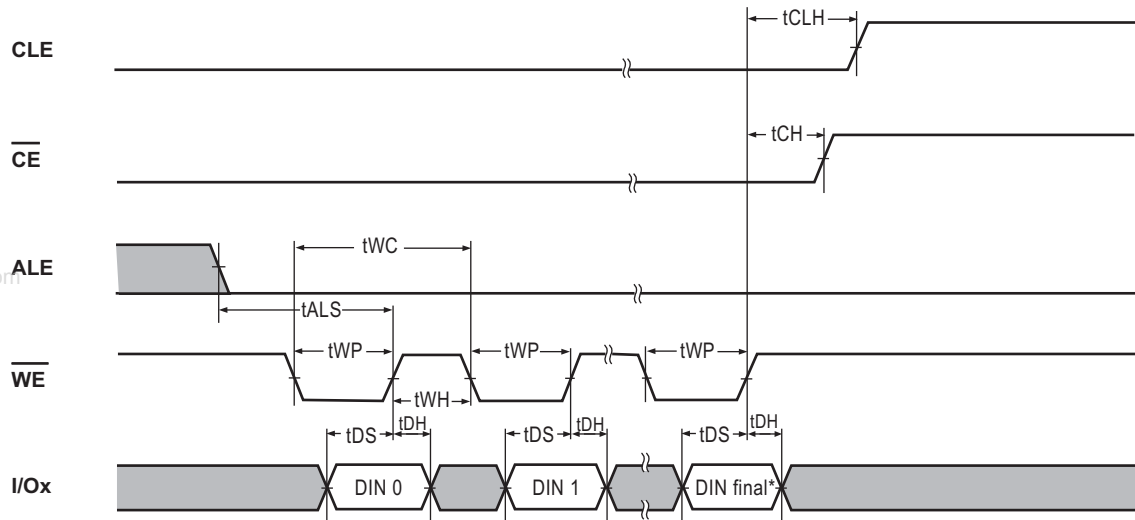 tCLH
CLE
tCH
CE
tWC
ALE
om
tALS
tWP tWP tWP
WE
tWH
tDS tDH tDS tDH tDS tDH
I/Ox DIN 0 DIN 1 DIN final*